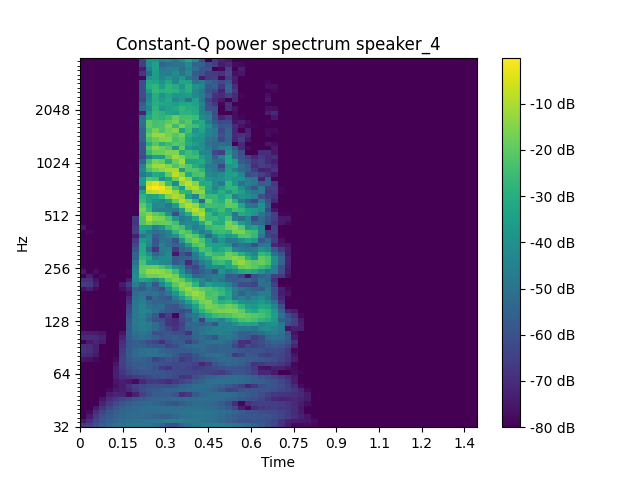 Constant-Q power spectrum speaker_4
Hz
2048
1024
512
256
128
64
32
0 0.15 0.3 0.45 0.6 0.75 0.9 1.1 1.2 1.4
Time
-10 dB
-20 dB
-30 dB
-40 dB
-50 dB
-60 dB
-70 dB
-80 dB